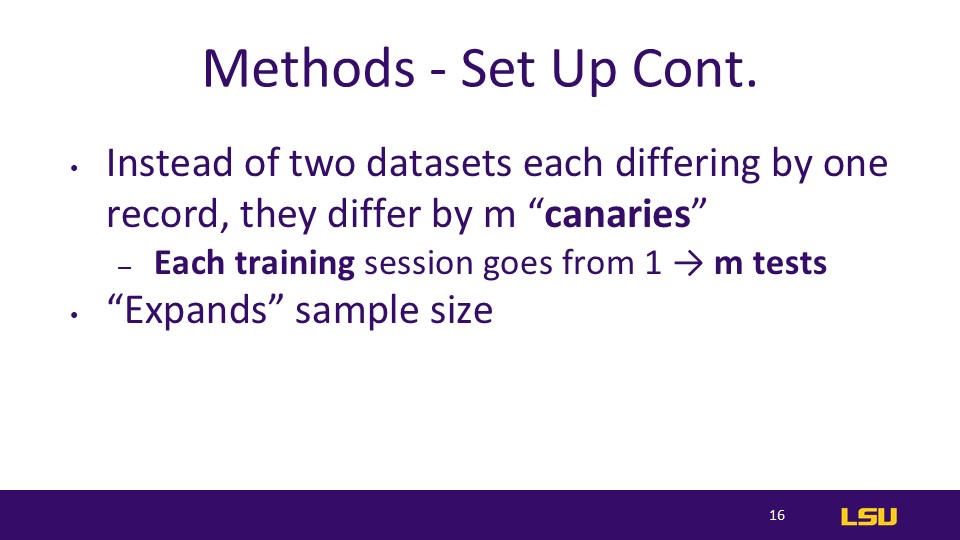 Methods - Set Up Cont.
• Instead of two datasets each differing by one
record, they differ by m “canaries”
– Each training session goes from 1 → m tests
• “Expands” sample size
16
LSU